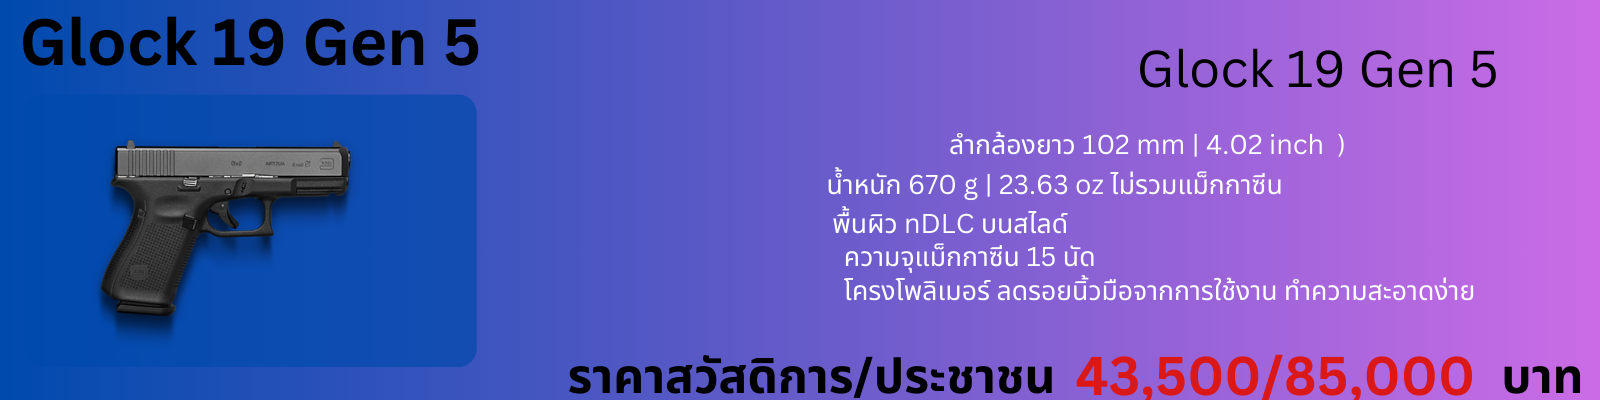 Glock 19 Gen 5
Glock 19 Gen 5
ลำกล้องยาว 102 mm | 4.02 inch )
น้ำหนัก 670 g | 23.63 oz ไม่รวมแม็กกาซีน
พื้นผิว nDLC บนสไลด์
ความจุแม็กกาซีน 15 นัด
โครงโพลิเมอร์ ลดรอยนิ้วมือจากการใช้งาน ทำความสะอาดง่าย
ราคาสวัสดิการ/ประชาชน 43,500/85,000 บาท